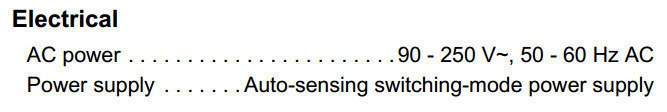 Electrical
AC power . . . . . . . . . . . . . . . . . . . . . . . 90 - 250 V~, 50 - 60 Hz AC
Power supply . . . . . . . Auto-sensing switching-mode power supply